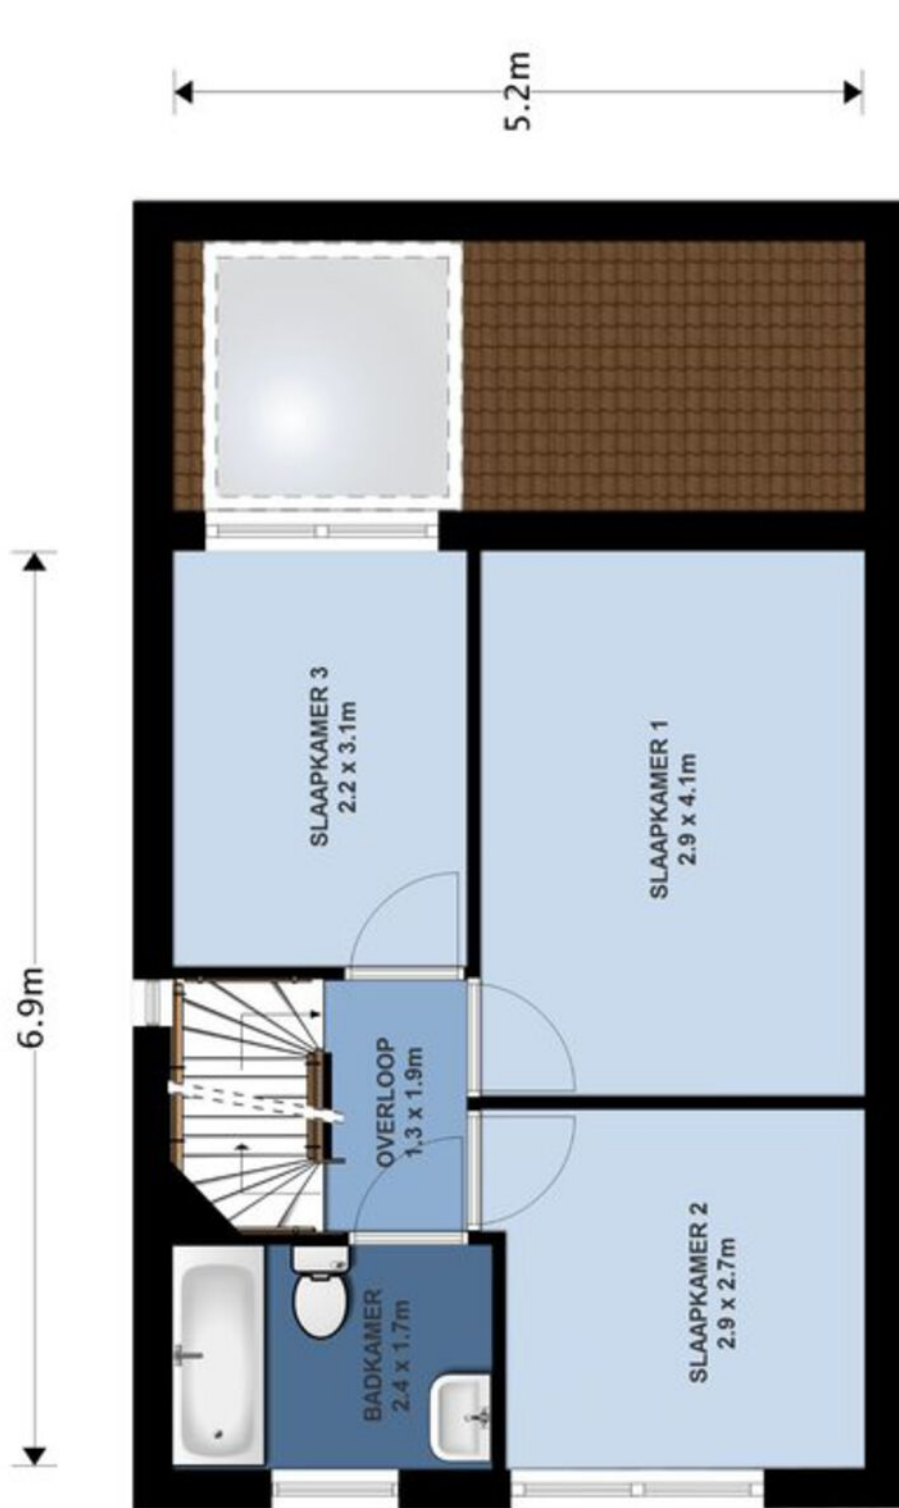 5.2m
6.9m
SLAAPKAMER 3
2.2 x 3.1m
SLAAPKAMER 1
2.9 x 4.1m
OVERLOOP
1.3 x 1.9m
BADKAMER
2.4 x 1.7m
SLAAPKAMER 2
2.9 x 2.7m